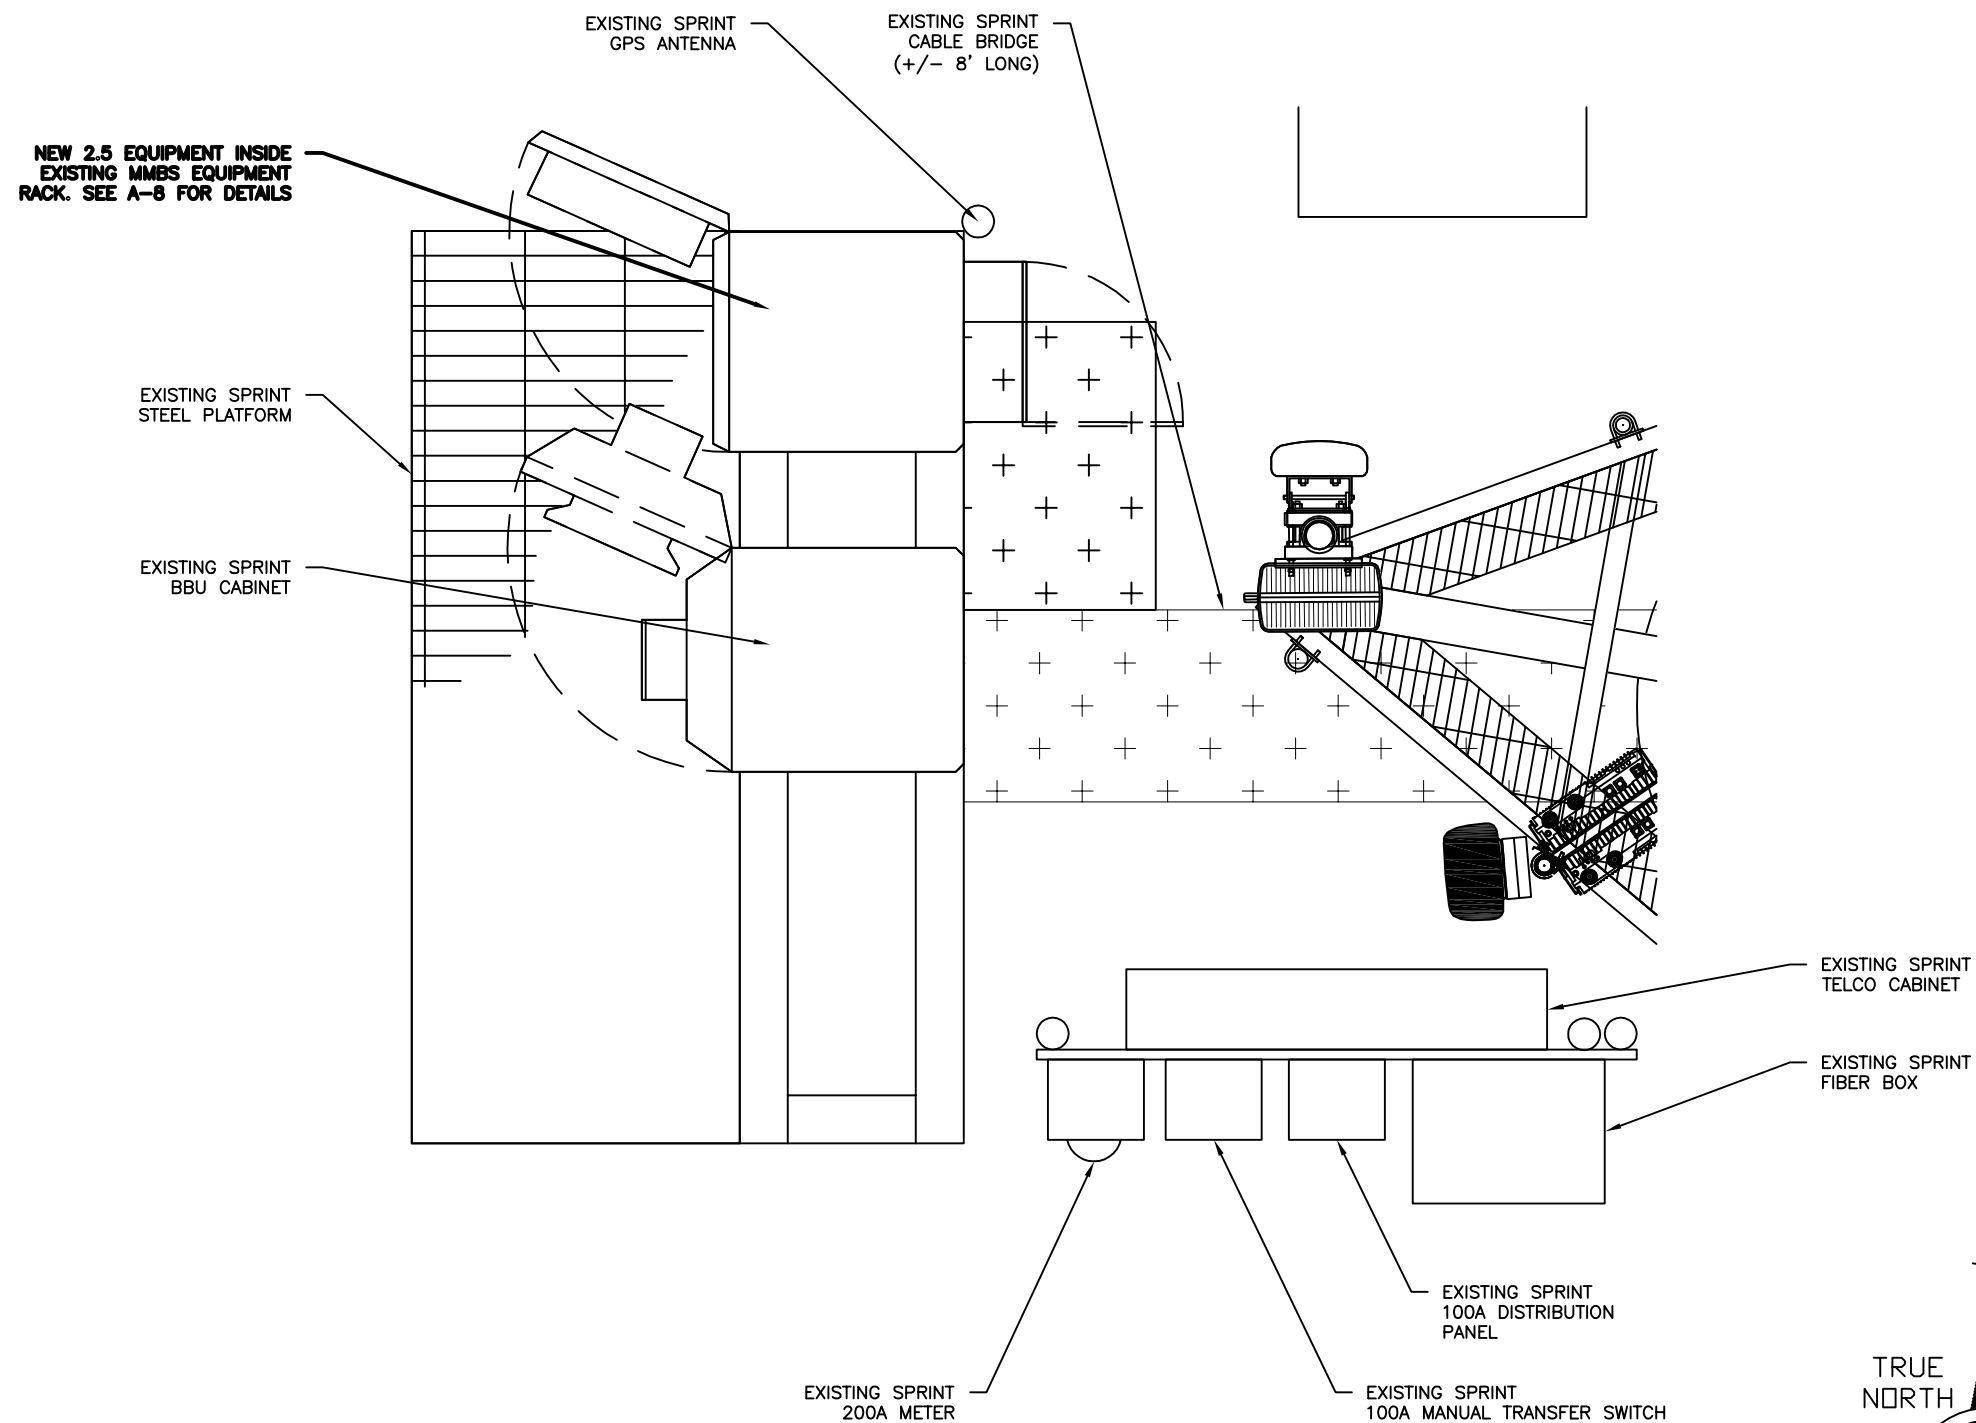 EXISTING SPRINT
GPS ANTENNA
EXISTING SPRINT
CABLE BRIDGE
(+/- 8' LONG)
NEW 2.5 EQUIPMENT INSIDE
EXISTING MMBS EQUIPMENT
RACK. SEE A-8 FOR DETAILS
EXISTING SPRINT
STEEL PLATFORM
EXISTING SPRINT
BBU CABINET
EXISTING SPRINT
TELCO CABINET
EXISTING SPRINT
FIBER BOX
EXISTING SPRINT
100A DISTRIBUTION
PANEL
EXISTING SPRINT
200A METER
EXISTING SPRINT
100A MANUAL TRANSFER SWITCH
TRUE
NORTH